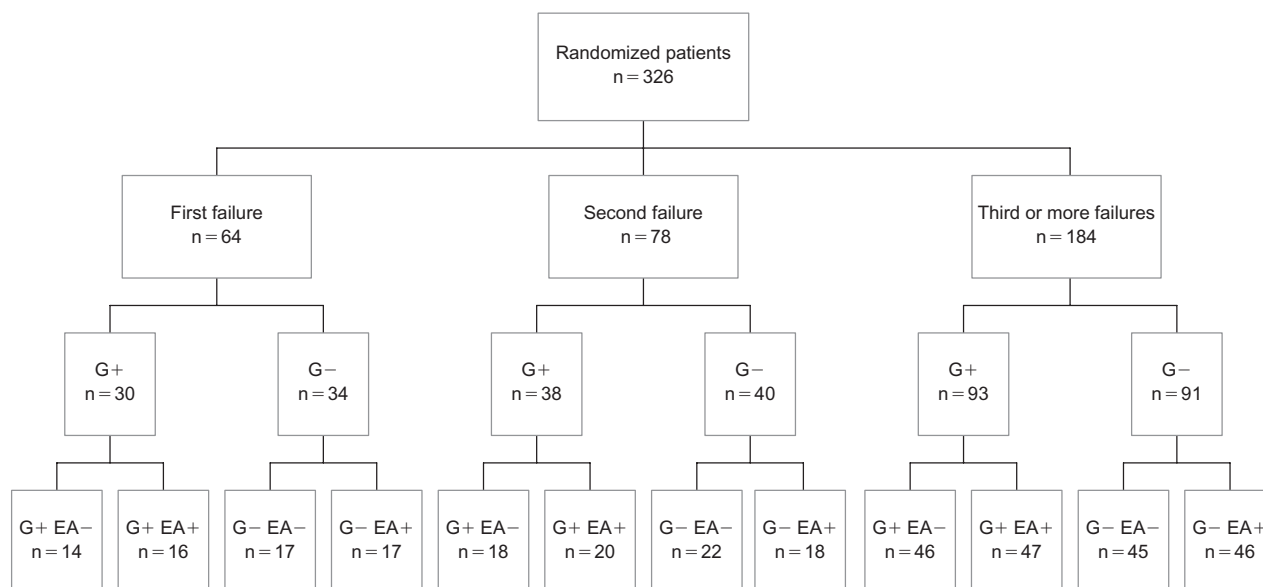 Randomized patients
n = 326
First failure
n = 64
Second failure
n = 78
Third or more failures
n = 184
G+
n = 30
G−
n = 34
G+
n = 38
G−
n = 40
G+
n = 93
G−
n = 91
G+ EA−
n = 14
G+ EA+
n = 16
G− EA−
n = 17
G− EA+
n = 17
G+ EA−
n = 18
G+ EA+
n = 20
G− EA−
n = 22
G− EA+
n = 18
G+ EA−
n = 46
G+ EA+
n = 47
G− EA−
n = 45
G− EA+
n = 46